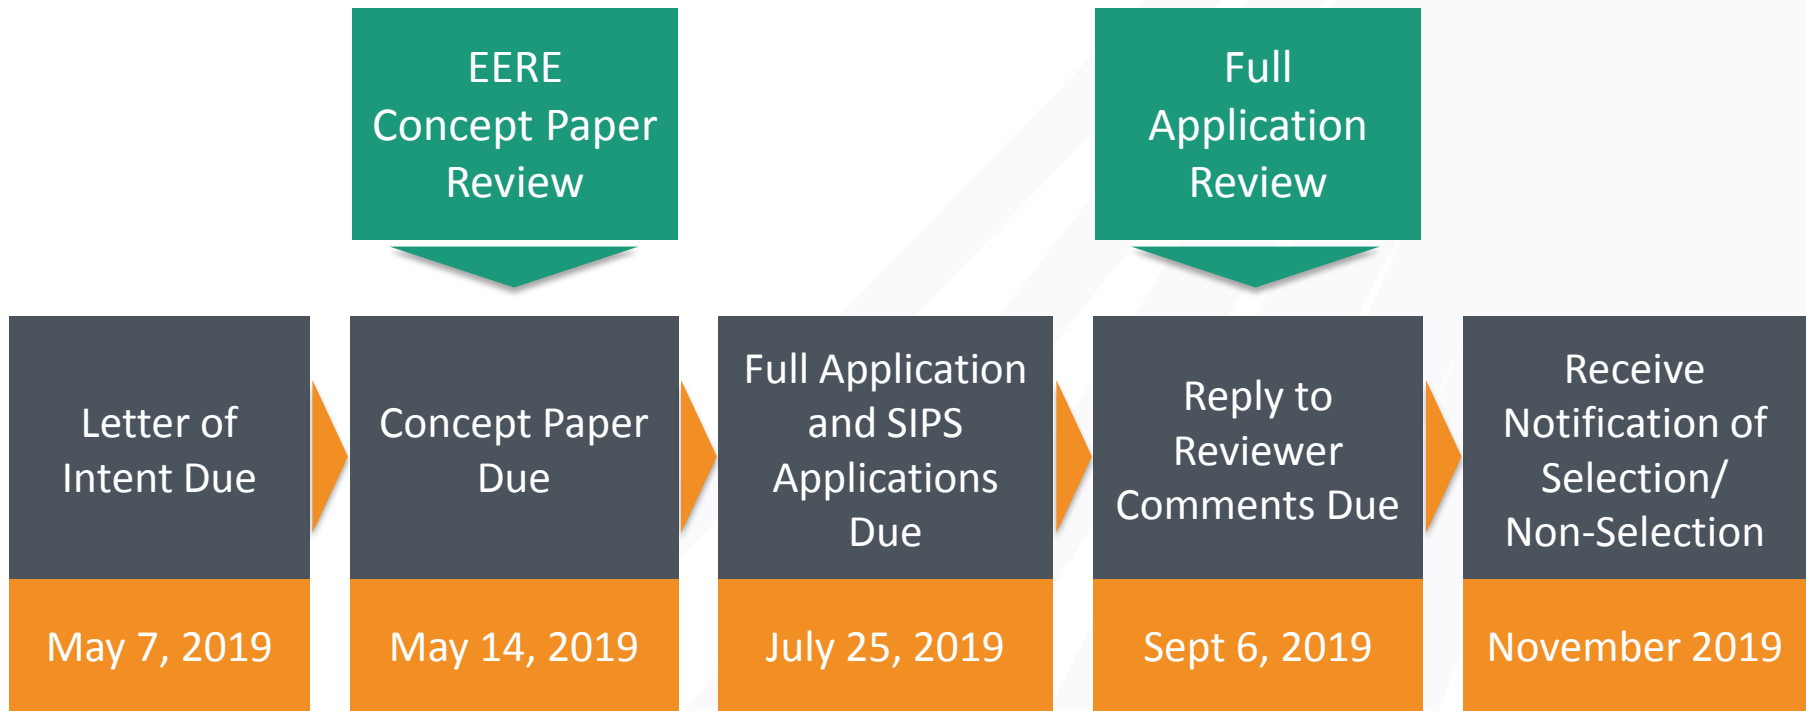 EERE
Concept Paper
Review
Full
Application
Review
Letter of
Intent Due
May 7, 2019
Concept Paper
Due
May 14, 2019
Full Application
and SIPS
Applications
Due
July 25, 2019
Reply to
Reviewer
Comments Due
Sept 6, 2019
Receive
Notification of
Selection/
Non-Selection
November 2019